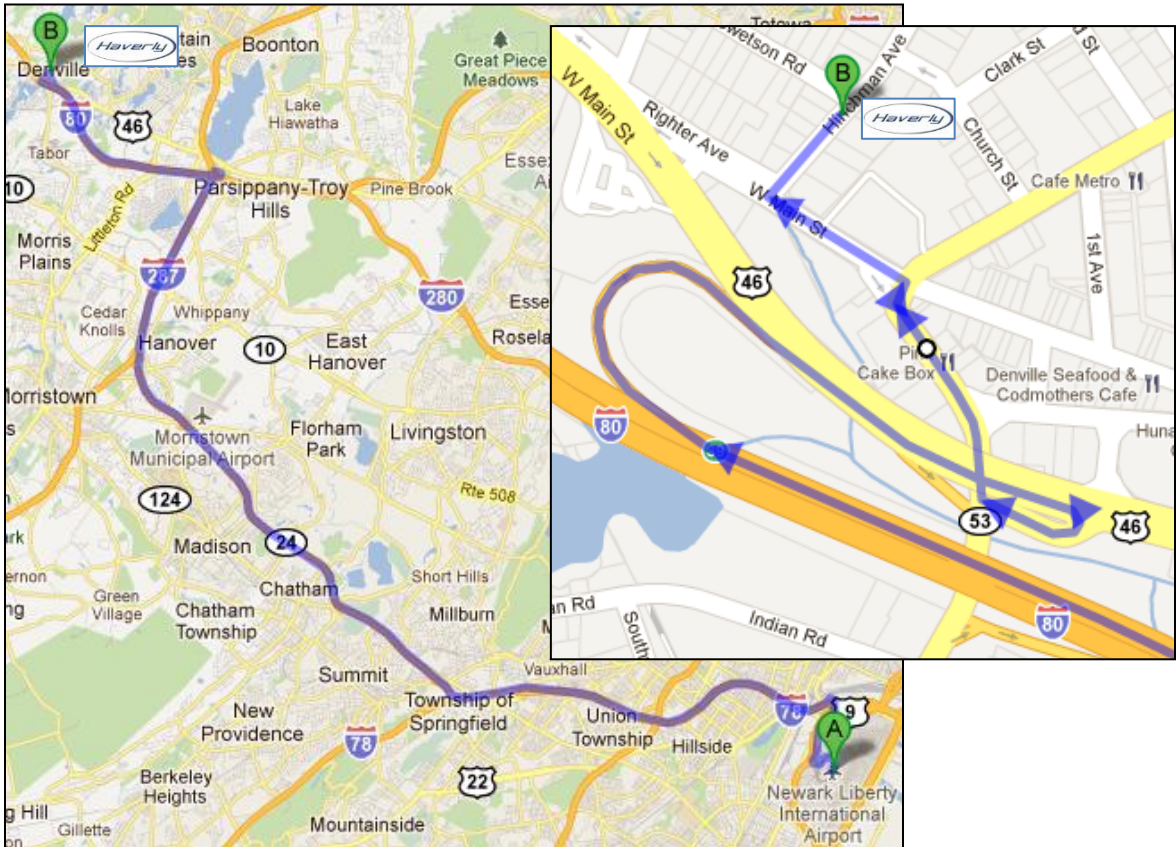 B
Haverly
Denville
Boonton
Totowa
Great Piece
Meadows
80
46
Lake
Hiawatha
Tabor
10
Littleton Rd
Parsippany-Troy
Hills
Pine Brook
Morris
Plains
287
280
Cedar
Knolls
Whippany
Hanover
10
East
Hanover
Morristown
Morristown
Municipal Airport
Florham
Park
Livingston
124
Rte 508
24
Madison
Chatham
Short Hills
Green
Village
Chatham
Township
Millburn
Summit
Vauxhall
Township of
Springfield
New
Providence
Union
Township
78
9
A
78
Hillside
22
Berkeley
Heights
Newark Liberty
International
Airport
Gillette
Mountainside
W Main St
B
Hinchman Ave
Clark St
Haverly
Righter Ave
Church St
Cafe Metro
W Main St
1st Ave
46
Cake Box
Denville Seafood &
Codmothers Cafe
80
53
46
Indian Rd
80